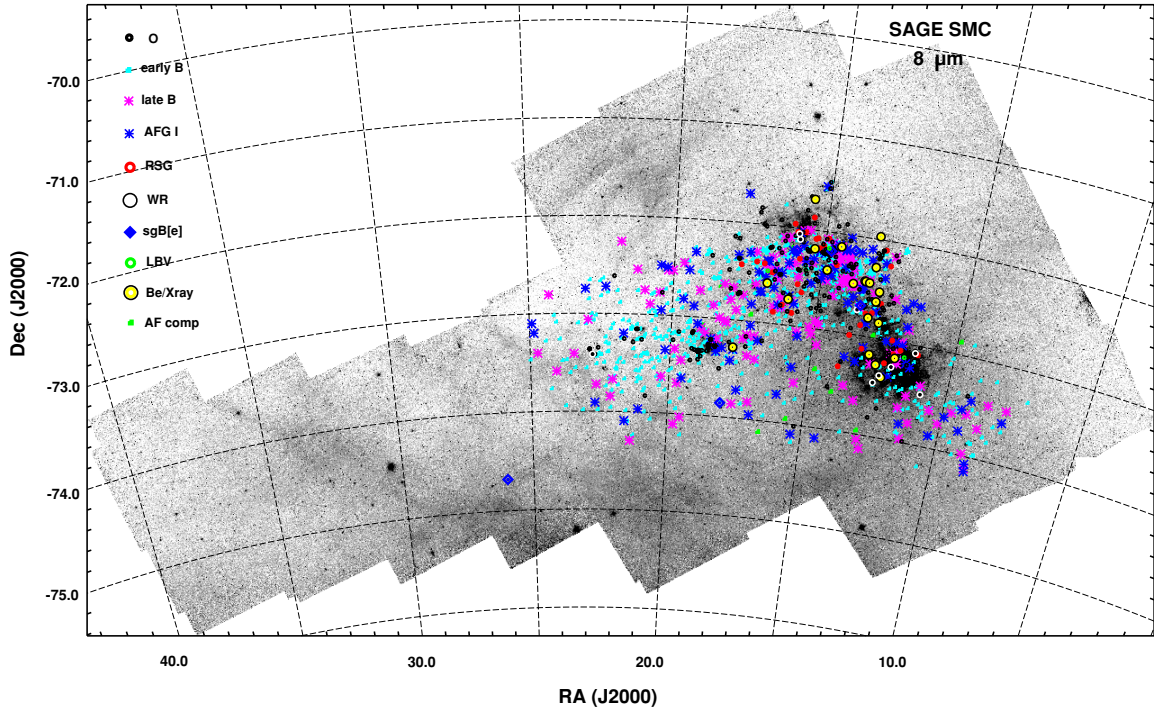 SAGE SMC
8 µm
O
early B
late B
AFG I
RSG
WR
sgB[e]
LBV
Be/Xray
AF comp
-70.0
-71.0
-72.0
-73.0
-74.0
-75.0
Dec (J2000)
40.0 30.0 20.0 10.0
RA (J2000)